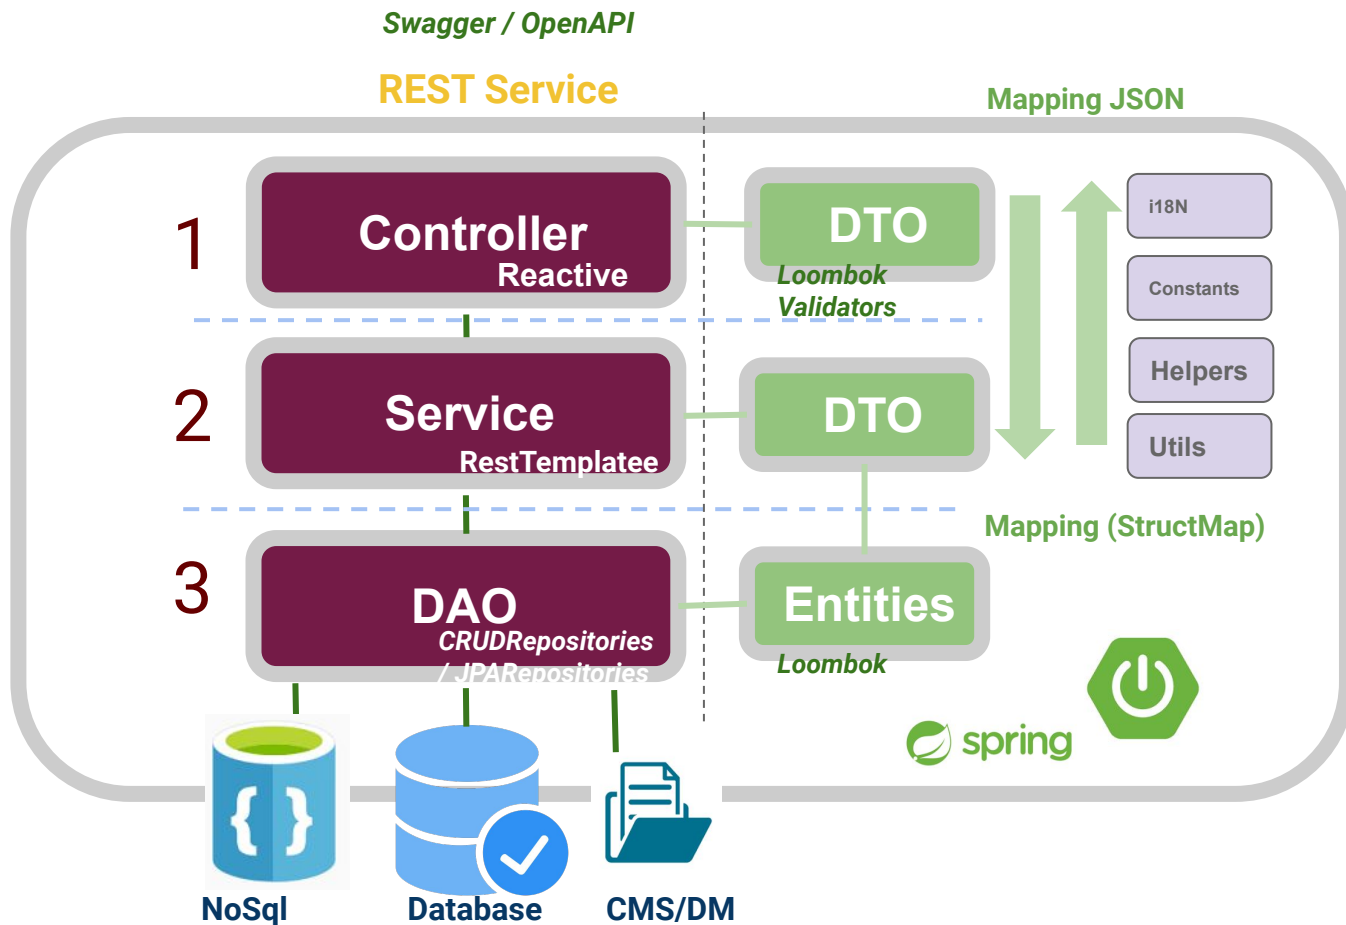 Swagger / OpenAPI
REST Service
Mapping JSON
1
Controller
Reactive
DTO
Loombok
Validators
i18N
Constants
Helpers
Utils
2
Service
RestTemplatee
DTO
Mapping (StructMap)
3
DAO
CRUDRepositories
/ JPARepositories
Entities
Loombok
spring
{ }
NoSql
Database
CMS/DM